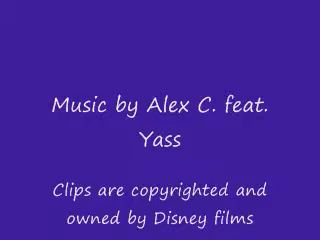 Music by Alex C. feat.
Yass
Clips are copyrighted and
owned by Disney films